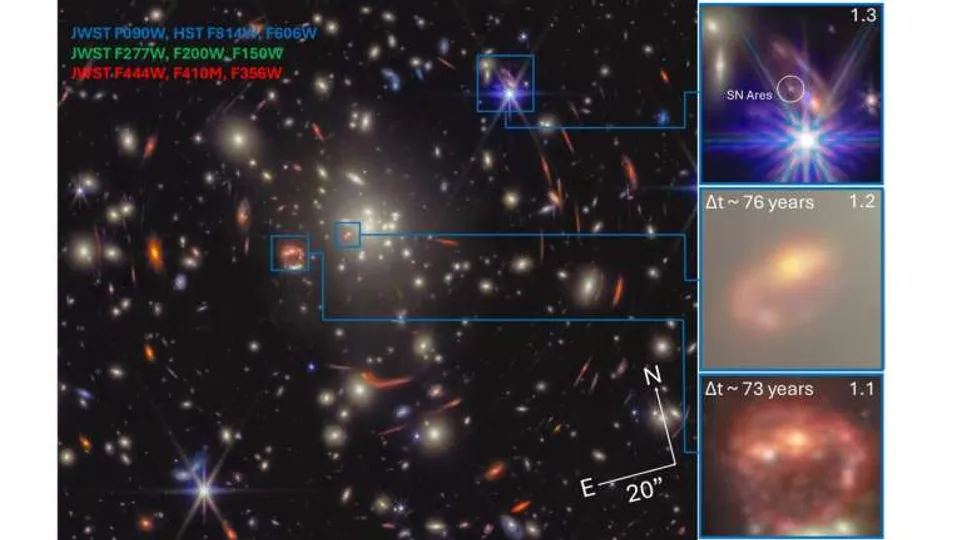 JWST F090W, HST F814W, F606W
JWST F277W, F200W, F150W
JWST F444W, F410M, F356W
1.3
SN Ares
Δt ~ 76 years 1.2
Δt ~ 73 years 1.1
N
E
20”